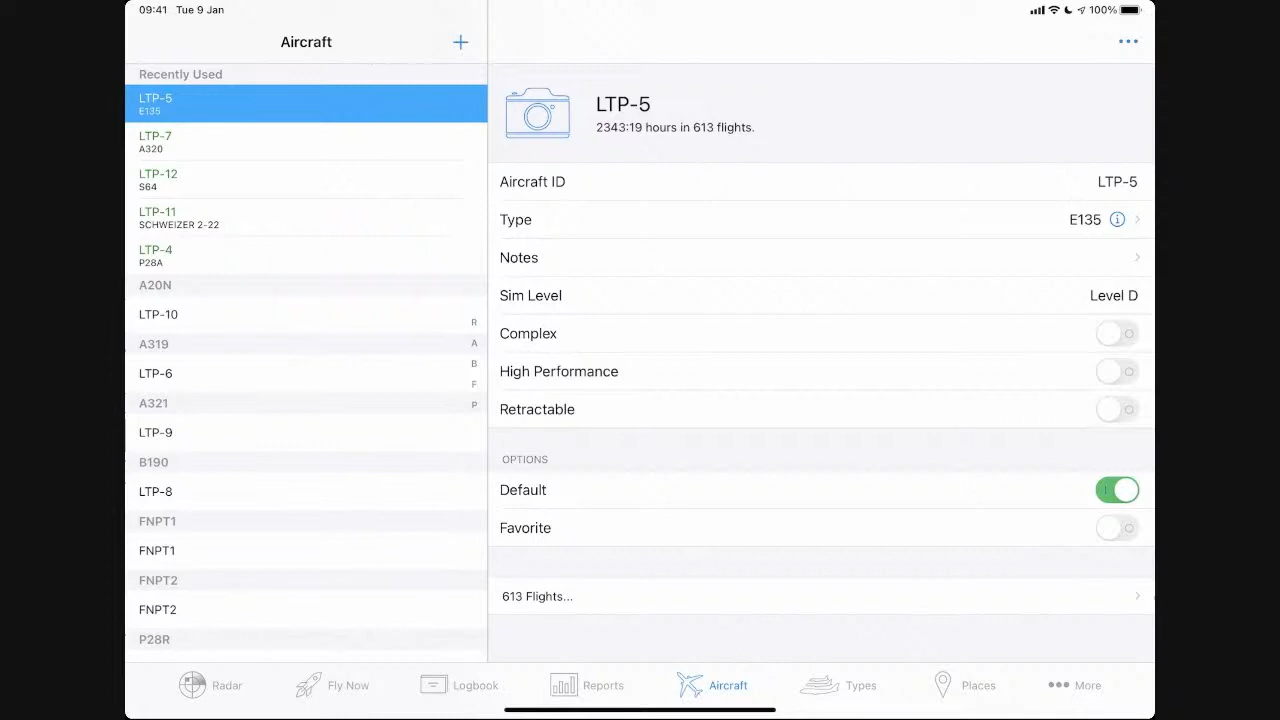 09:41 Tue 9 Jan
100%
Aircraft
Recently Used
LTP-5
E135
LTP-7
A320
LTP-12
S64
LTP-11
SCHWEIZER 2-22
LTP-4
P28A
A20N
LTP-10
A319
LTP-6
A321
LTP-9
B190
LTP-8
FNPT1
FNPT1
FNPT2
FNPT2
P28R
R
A
B
F
P
LTP-5
2343:19 hours in 613 flights.
Aircraft ID LTP-5
Type E135
Notes
Sim Level Level D
Complex
High Performance
Retractable
OPTIONS
Default
Favorite
613 Flights...
Radar Fly Now Logbook Reports Aircraft Types Places More